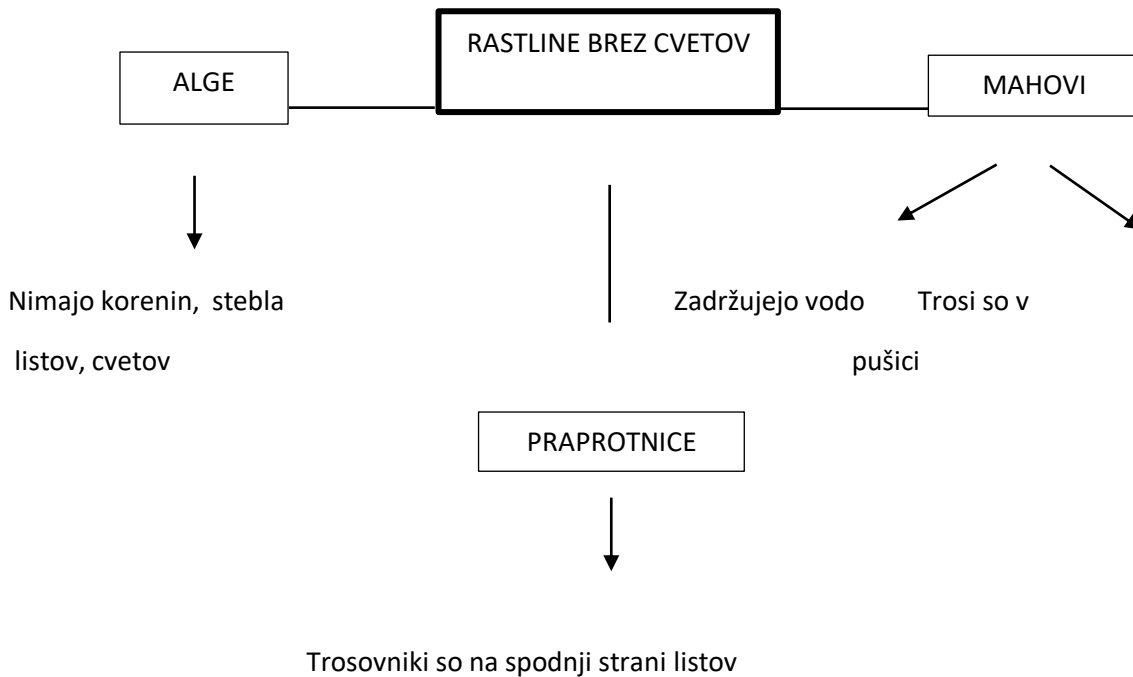 RASTLINE BREZ CVETOV
ALGE
MAHOVI
Nimajo korenin, stebla
listov, cvetov
Zadržujejo vodo
Trosi so v
pušici
PRAPROTNICE
Trosovniki so na spodnji strani listov